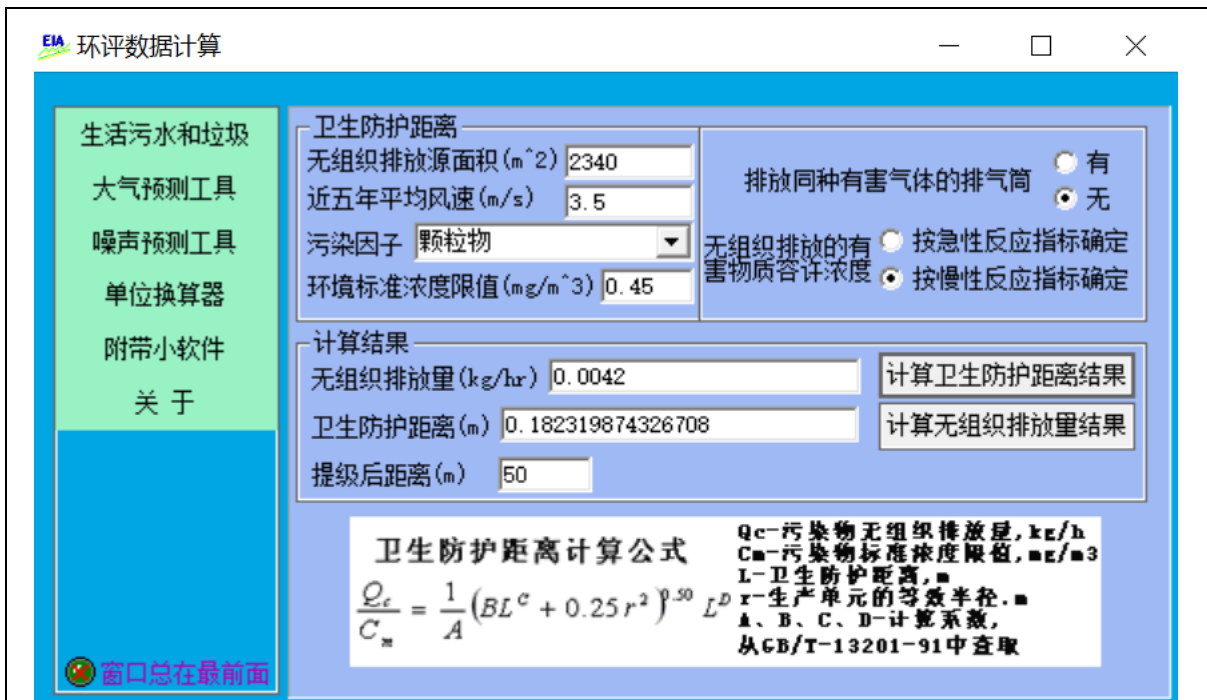 EIA 环评数据计算
生活污水和垃圾
大气预测工具
噪声预测工具
单位换算器
附带小软件
关 于
窗口总在最前面
卫生防护距离
无组织排放源面积(m^2) 2340
近五年平均风速(m/s) 3.5
污染因子 颗粒物
环境标准浓度限值(mg/m^3) 0.45
排放同种有害气体的排气筒
有
无
无组织排放的有
害物质容许浓度
按急性反应指标确定
按慢性反应指标确定
计算结果
无组织排放量(kg/hr) 0.0042
计算卫生防护距离结果
卫生防护距离(m) 0.182319874326708
计算无组织排放量结果
提级后距离(m) 50
卫生防护距离计算公式
Q_c/C_m = 1/A (BL^C + 0.25r^2)^0.50 L^D
Qc-污染物无组织排放量,kg/h
Cm-污染物标准浓度限值,mg/m3
L-卫生防护距离,m
r-生产单元的等效半径.m
A、B、C、D-计算系数,
从GB/T-13201-91中查取